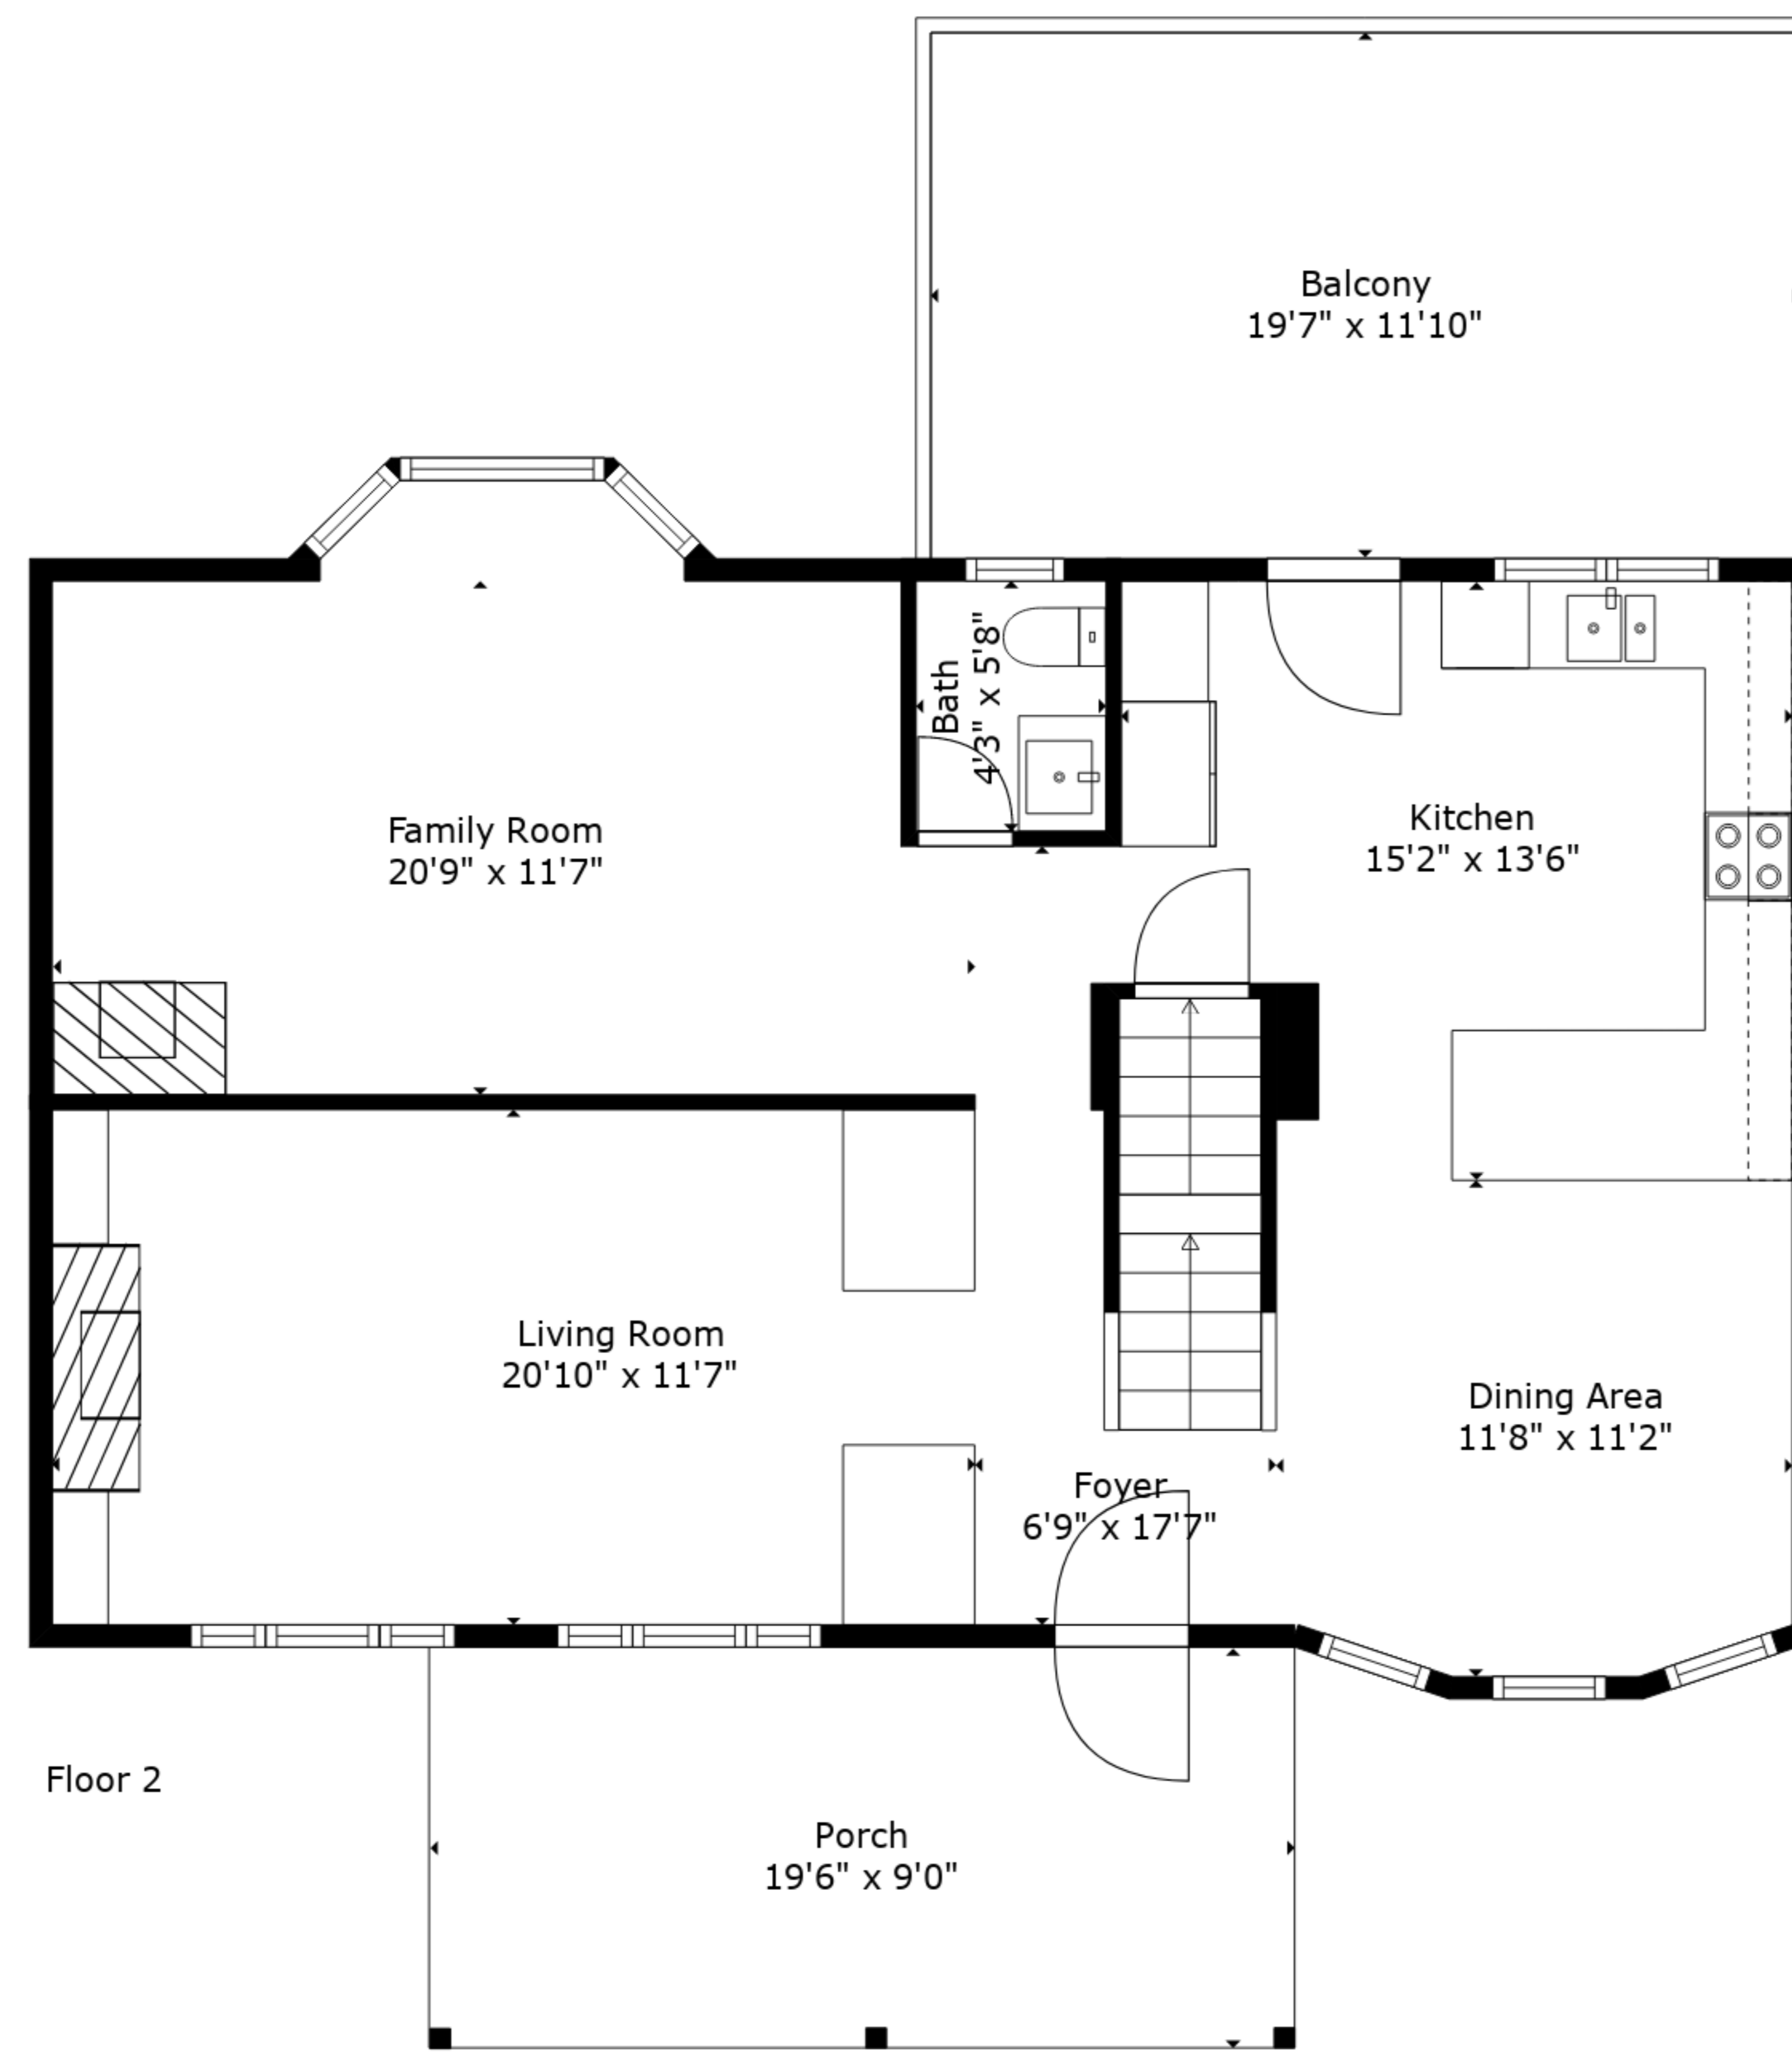 Balcony
19'7" x 11'10"
Bath
4'3" x 5'8"
Family Room
20'9" x 11'7"
Kitchen
15'2" x 13'6"
Living Room
20'10" x 11'7"
Dining Area
11'8" x 11'2"
Foyer
6'9" x 17'7"
Floor 2
Porch
19'6" x 9'0"